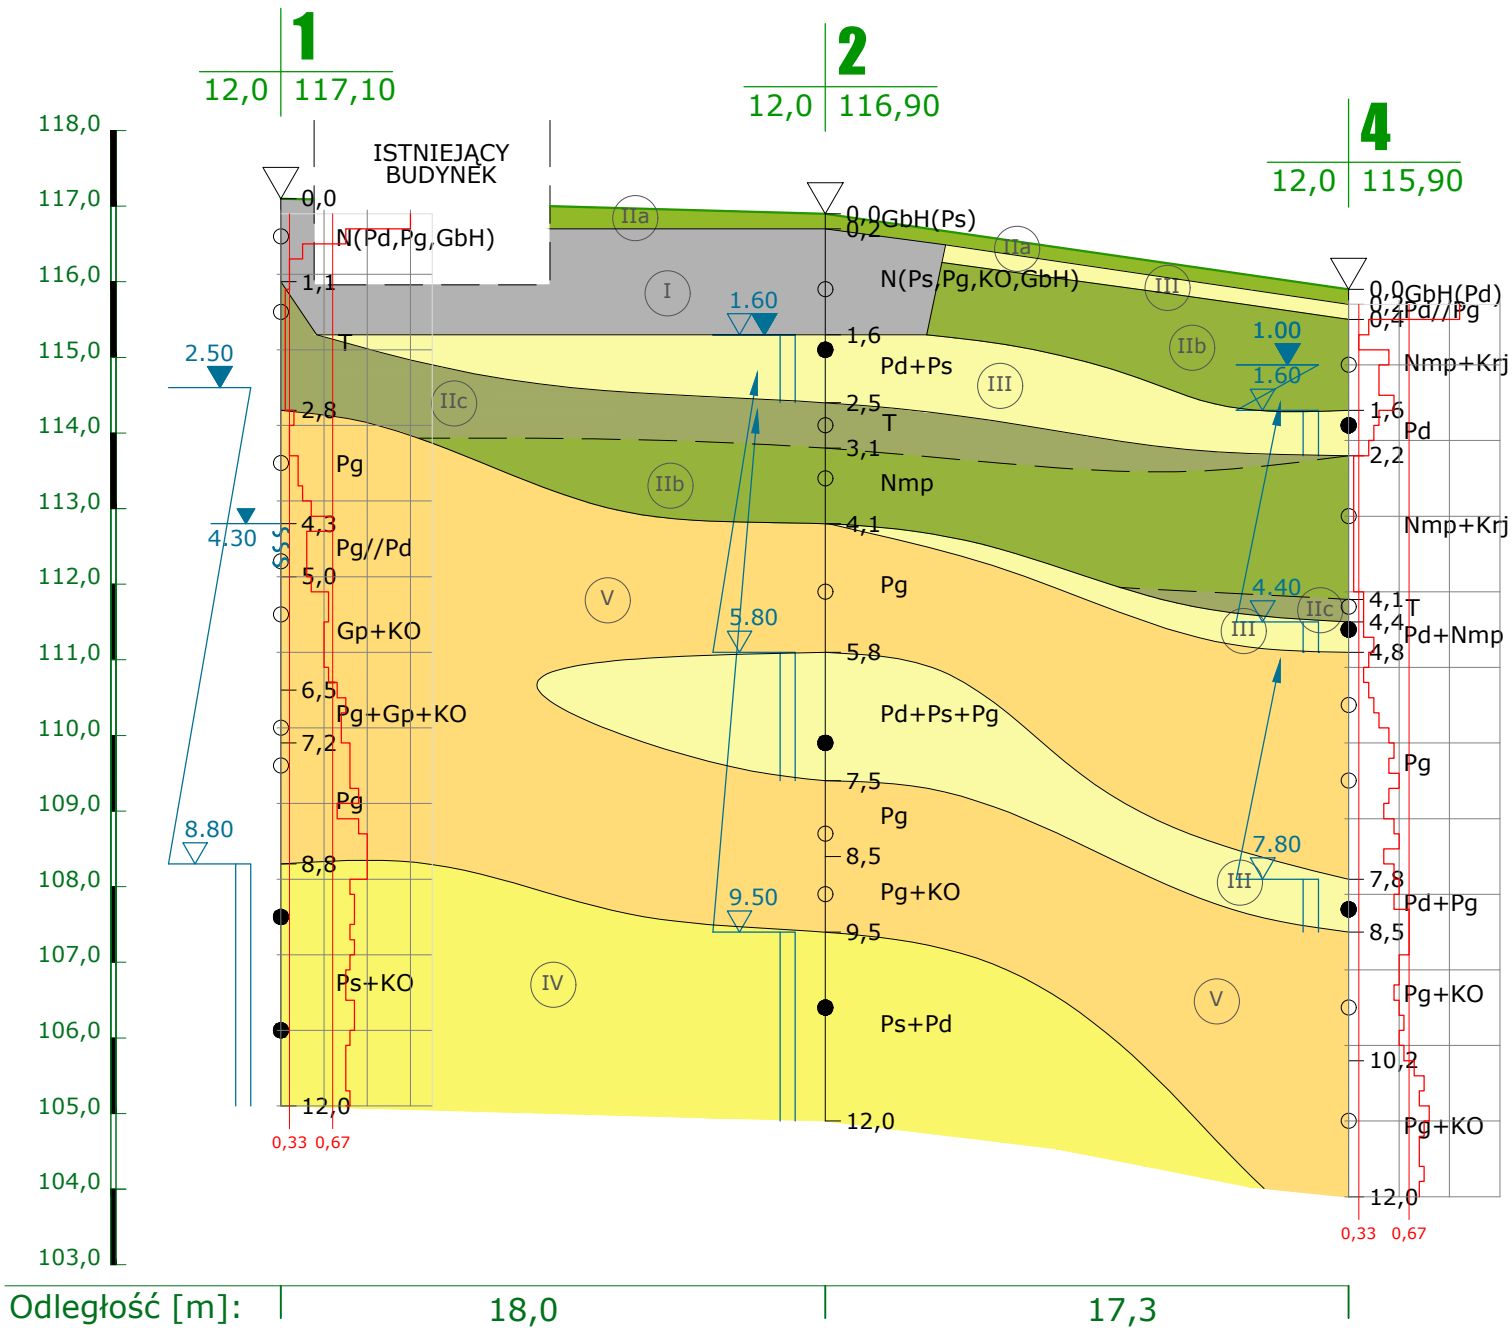 1
12,0 117,10
2
12,0 116,90
4
12,0 115,90
118,0
117,0
116,0
115,0
114,0
113,0
112,0
111,0
110,0
109,0
108,0
107,0
106,0
105,0
104,0
103,0
ISTNIEJĄCY
BUDYNEK
0,0
N(Pd,Pg,GbH)
1,1
T
2,8
Pg
4,3
Pg//Pd
5,0
Gp+KO
6,5
Pg+Gp+KO
7,2
Pg
8,8
Ps+KO
12,0
0,33 0,67
2.50
4.30
8.80
IIa
I
IIc
IIb
V
IV
0,0 GbH(Ps)
0,2
N(Ps,Pg,KO,GbH)
1,6
Pd+Ps
2,5
T
3,1
Nmp
4,1
Pg
5,8
Pd+Ps+Pg
7,5
Pg
8,5
Pg+KO
9,5
Ps+Pd
12,0
1.60
5.80
9.50
IIa
III
IIb
III
IIc
III
III
V
0,0 GbH(Pd)
0,2 Pd//Pg
0,4
Nmp+Krj
1,6
Pd
2,2
Nmp+Krj
4,1 T
4,4
Pd+Nmp
4,8
Pg
7,8
Pd+Pg
8,5
Pg+KO
10,2
Pg+KO
12,0
0,33 0,67
1.00
1.60
4.40
7.80
Odległość [m]: 18,0 17,3